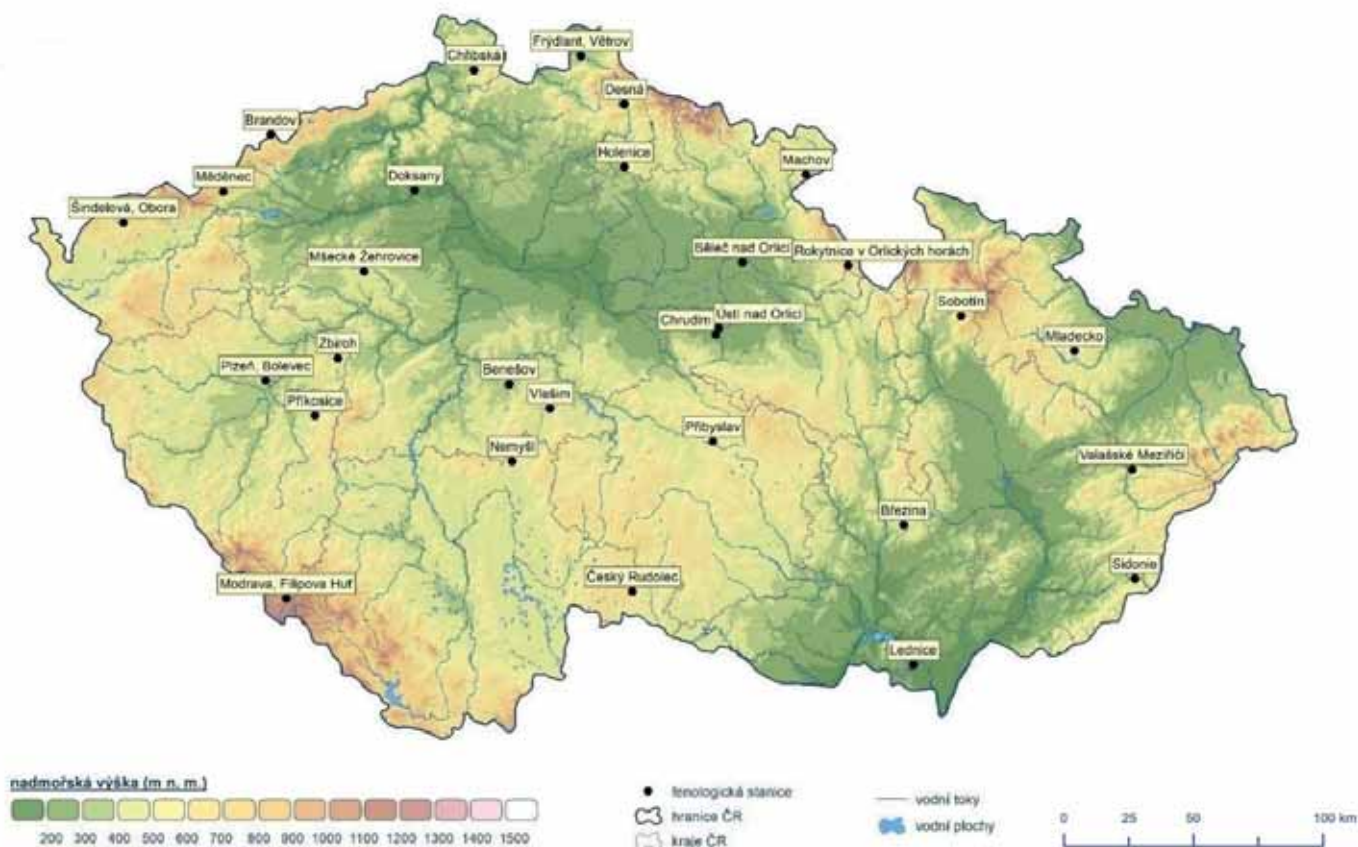 Frýdlant, Větrov
Chřibská
Desná
Brandov
Holenice
Machov
Měděnec
Doksany
Šindelová, Obora
Běleč nad Orlicí
Rokytnice v Orlických horách
Mšecké Žehrovice
Sobotín
Chrudim
Ústí nad Orlicí
Mladecko
Zbiroh
Plzeň, Bolevec
Benešov
Vlašim
Příkosice
Přibyslav
Nemyšl
Valašské Meziříčí
Březina
Sidonie
Modrava, Filipova Huť
Český Rudolec
Lednice
nadmořská výška (m n. m.)
200 300 400 500 600 700 800 900 1000 1100 1200 1300 1400 1500
fenologická stanice
hranice ČR
kraje ČR
vodní toky
vodní plochy
0 25 50 100 km